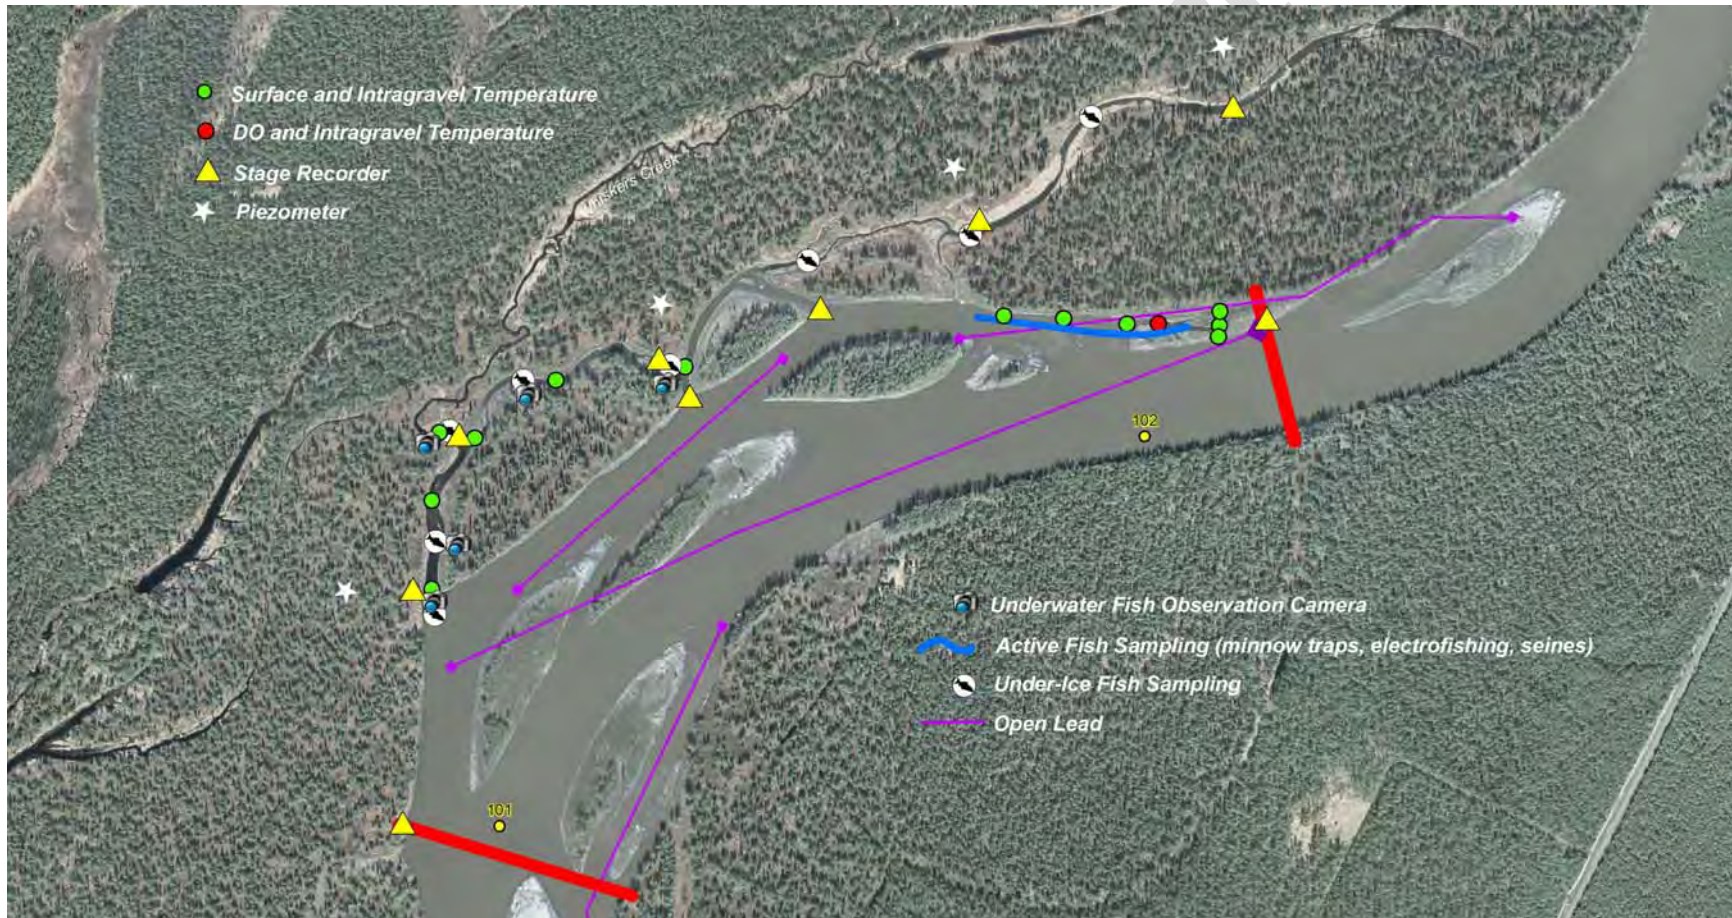 Surface and Intragravel Temperature
DO and Intragravel Temperature
Stage Recorder
Piezometer
Whiskers Creek
102
Underwater Fish Observation Camera
Active Fish Sampling (minnow traps, electrofishing, seines)
Under-Ice Fish Sampling
Open Lead
101